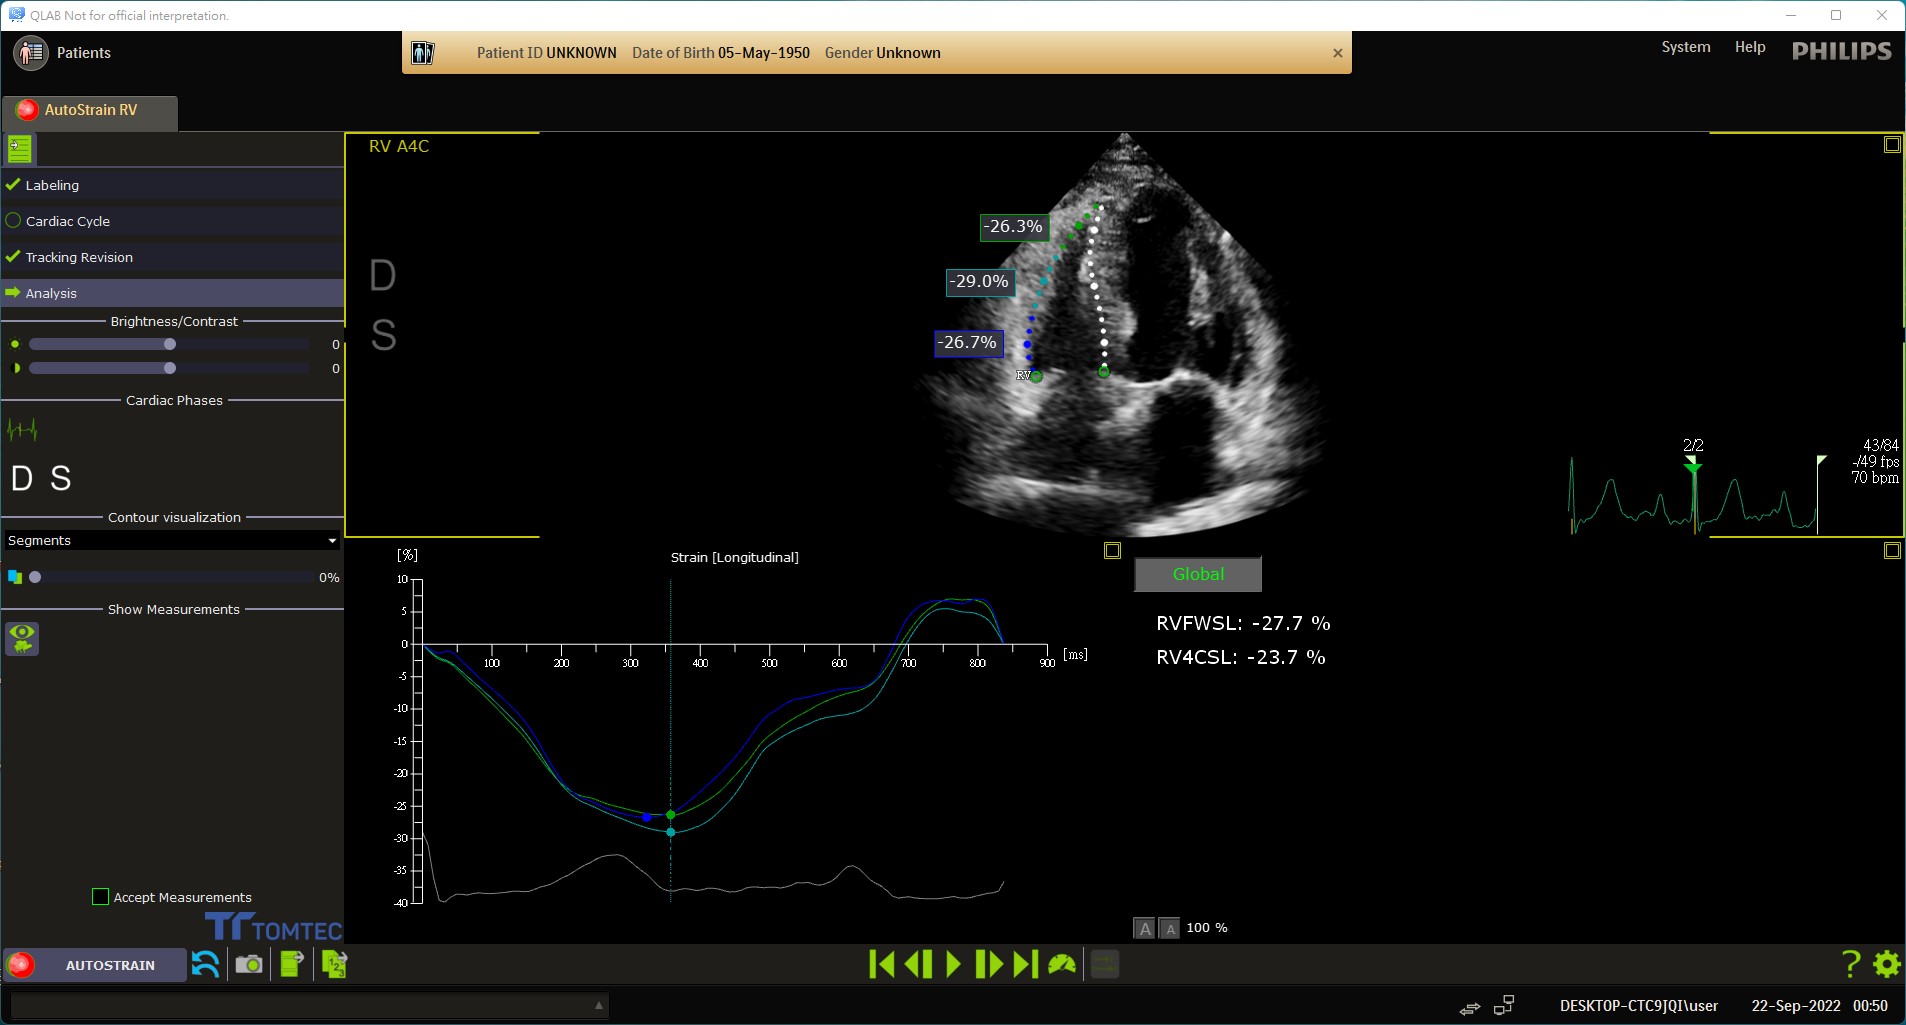 QLAB Not for official interpretation.
Patients
Patient ID UNKNOWN Date of Birth 05-May-1950 Gender Unknown
System Help PHILIPS
AutoStrain RV
Labeling
Cardiac Cycle
Tracking Revision
Analysis
Brightness/Contrast
0
0
Cardiac Phases
D S
Contour visualization
Segments
0%
Show Measurements
Accept Measurements
TOMTEC
RV A4C
D
S
-26.3%
-29.0%
-26.7%
RV
2/2
43/84
-/49 fps
70 bpm
[%]
Strain [Longitudinal]
10
5
0
-5
-10
-15
-20
-25
-30
-35
-40
100 200 300 400 500 600 700 800 900 [ms]
Global
RVFWSL: -27.7 %
RV4CSL: -23.7 %
A A 100 %
AUTOSTRAIN
123
?
DESKTOP-CTC9JQI\user 22-Sep-2022 00:50